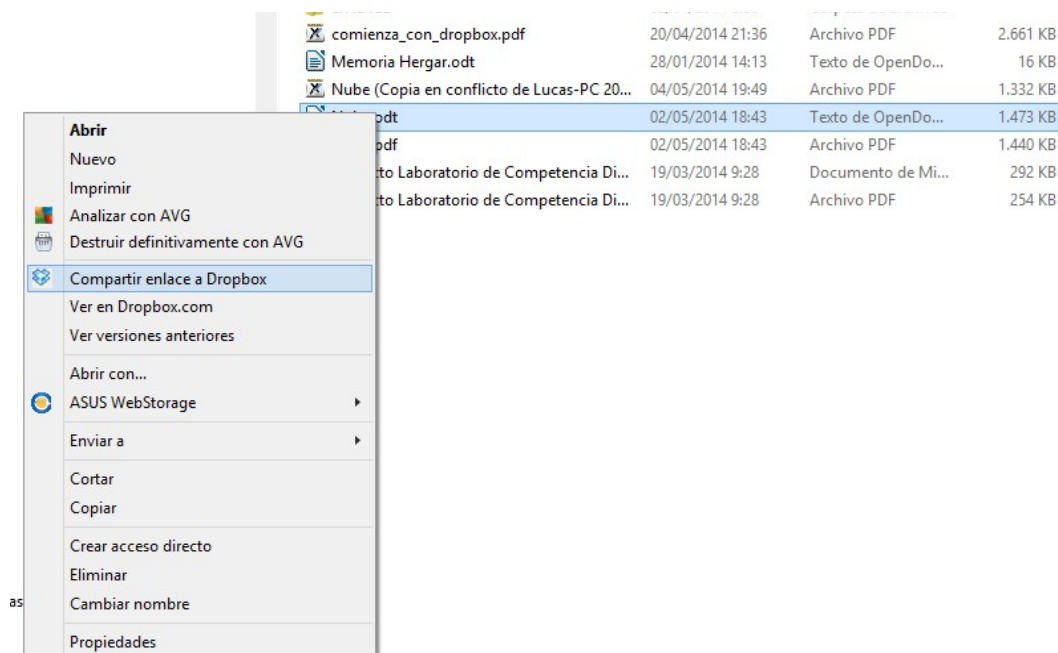 comienza_con_dropbox.pdf 20/04/2014 21:36 Archivo PDF 2.661 KB
Memoria Hergar.odt 28/01/2014 14:13 Texto de OpenDo... 16 KB
Nube (Copia en conflicto de Lucas-PC 20... 04/05/2014 19:49 Archivo PDF 1.332 KB
odt 02/05/2014 18:43 Texto de OpenDo... 1.473 KB
pdf 02/05/2014 18:43 Archivo PDF 1.440 KB
to Laboratorio de Competencia Di... 19/03/2014 9:28 Documento de Mi... 292 KB
to Laboratorio de Competencia Di... 19/03/2014 9:28 Archivo PDF 254 KB
Abrir
Nuevo
Imprimir
Analizar con AVG
Destruir definitivamente con AVG
Compartir enlace a Dropbox
Ver en Dropbox.com
Ver versiones anteriores
Abrir con...
ASUS WebStorage
Enviar a
Cortar
Copiar
Crear acceso directo
Eliminar
as
Cambiar nombre
Propiedades